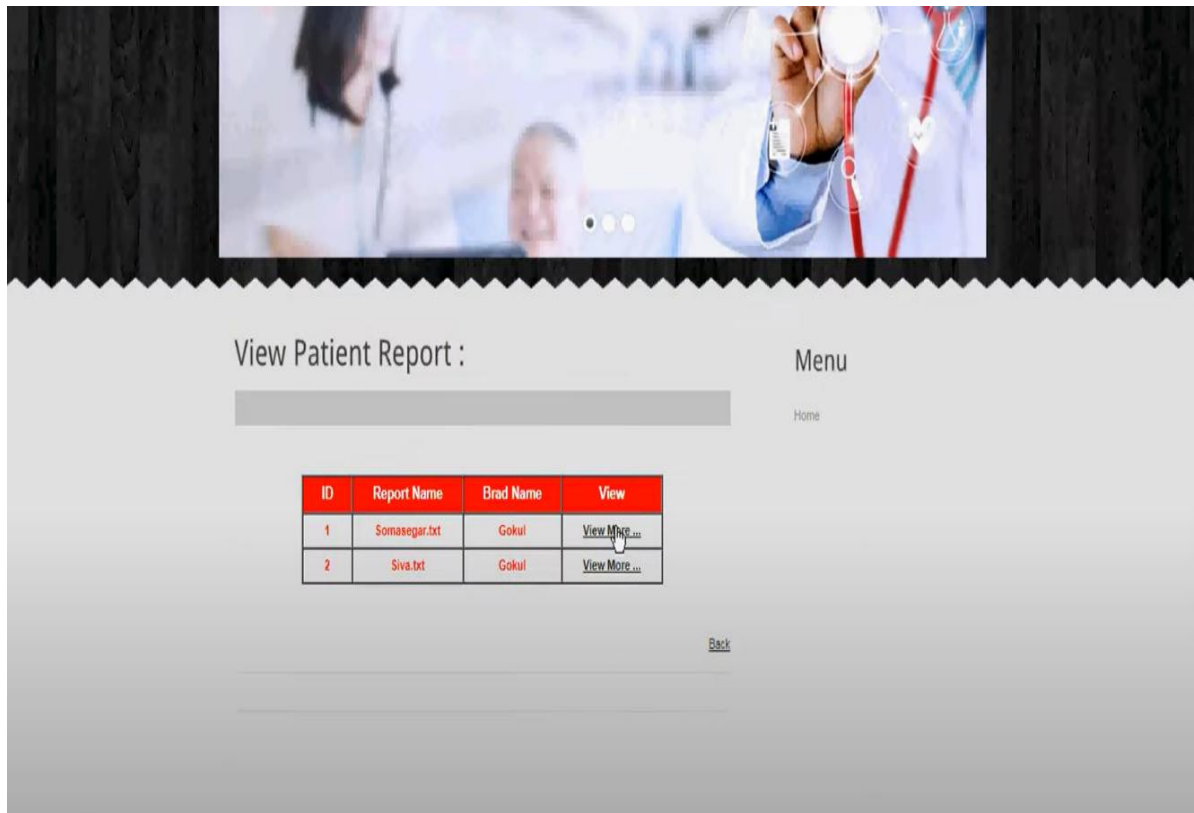 View Patient Report :
Menu
Home
ID Report Name Brad Name View
1 Somasegar.txt Gokul View More ...
2 Siva.txt Gokul View More ...
Back